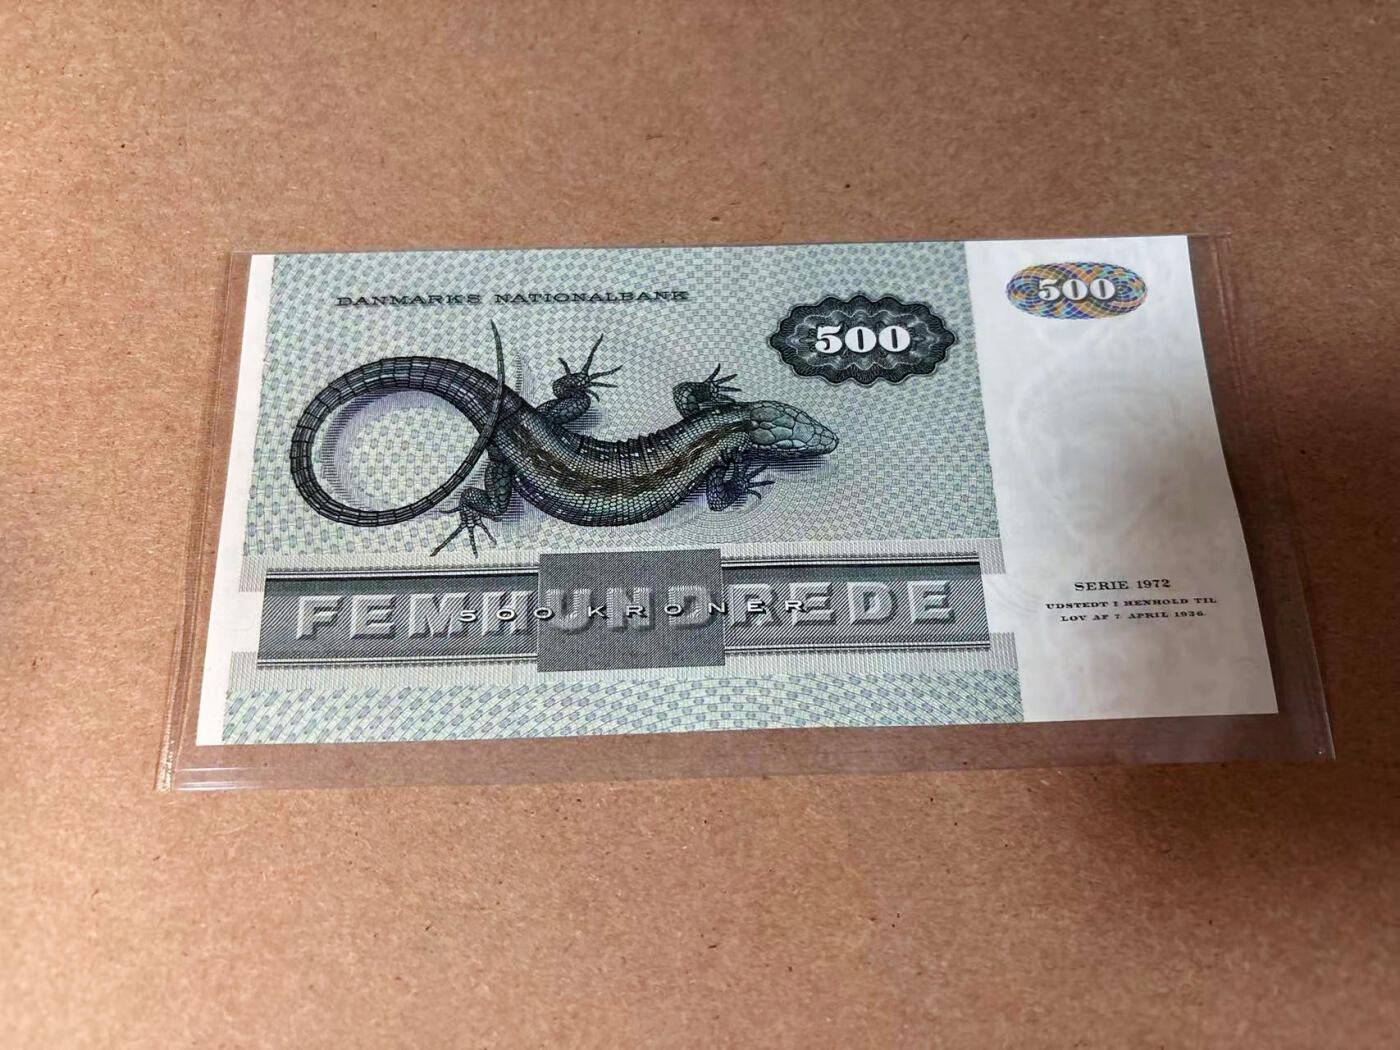 DANMARKS NATIONALBANK
500
500
FEMHUNDREDE
500 KRONER
SERIE 1972
UDSTEDT I HENHOLD TIL
LOV AF 7. APRIL 1936